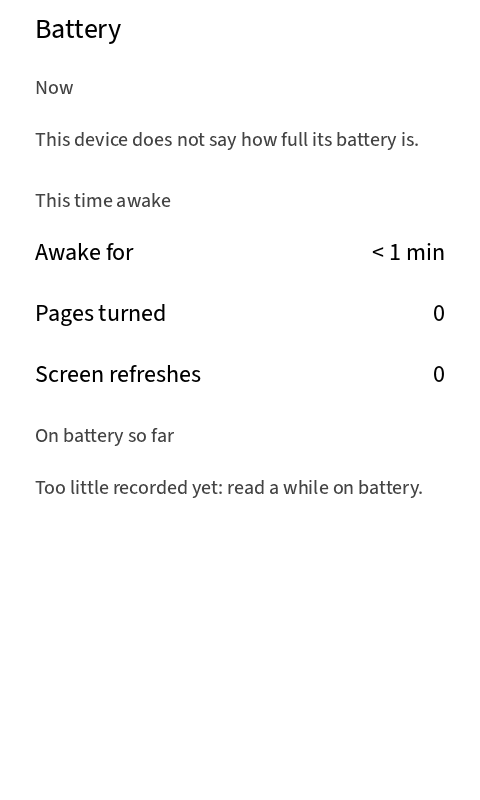 Battery
Now
This device does not say how full its battery is.
This time awake
Awake for < 1 min
Pages turned 0
Screen refreshes 0
On battery so far
Too little recorded yet: read a while on battery.